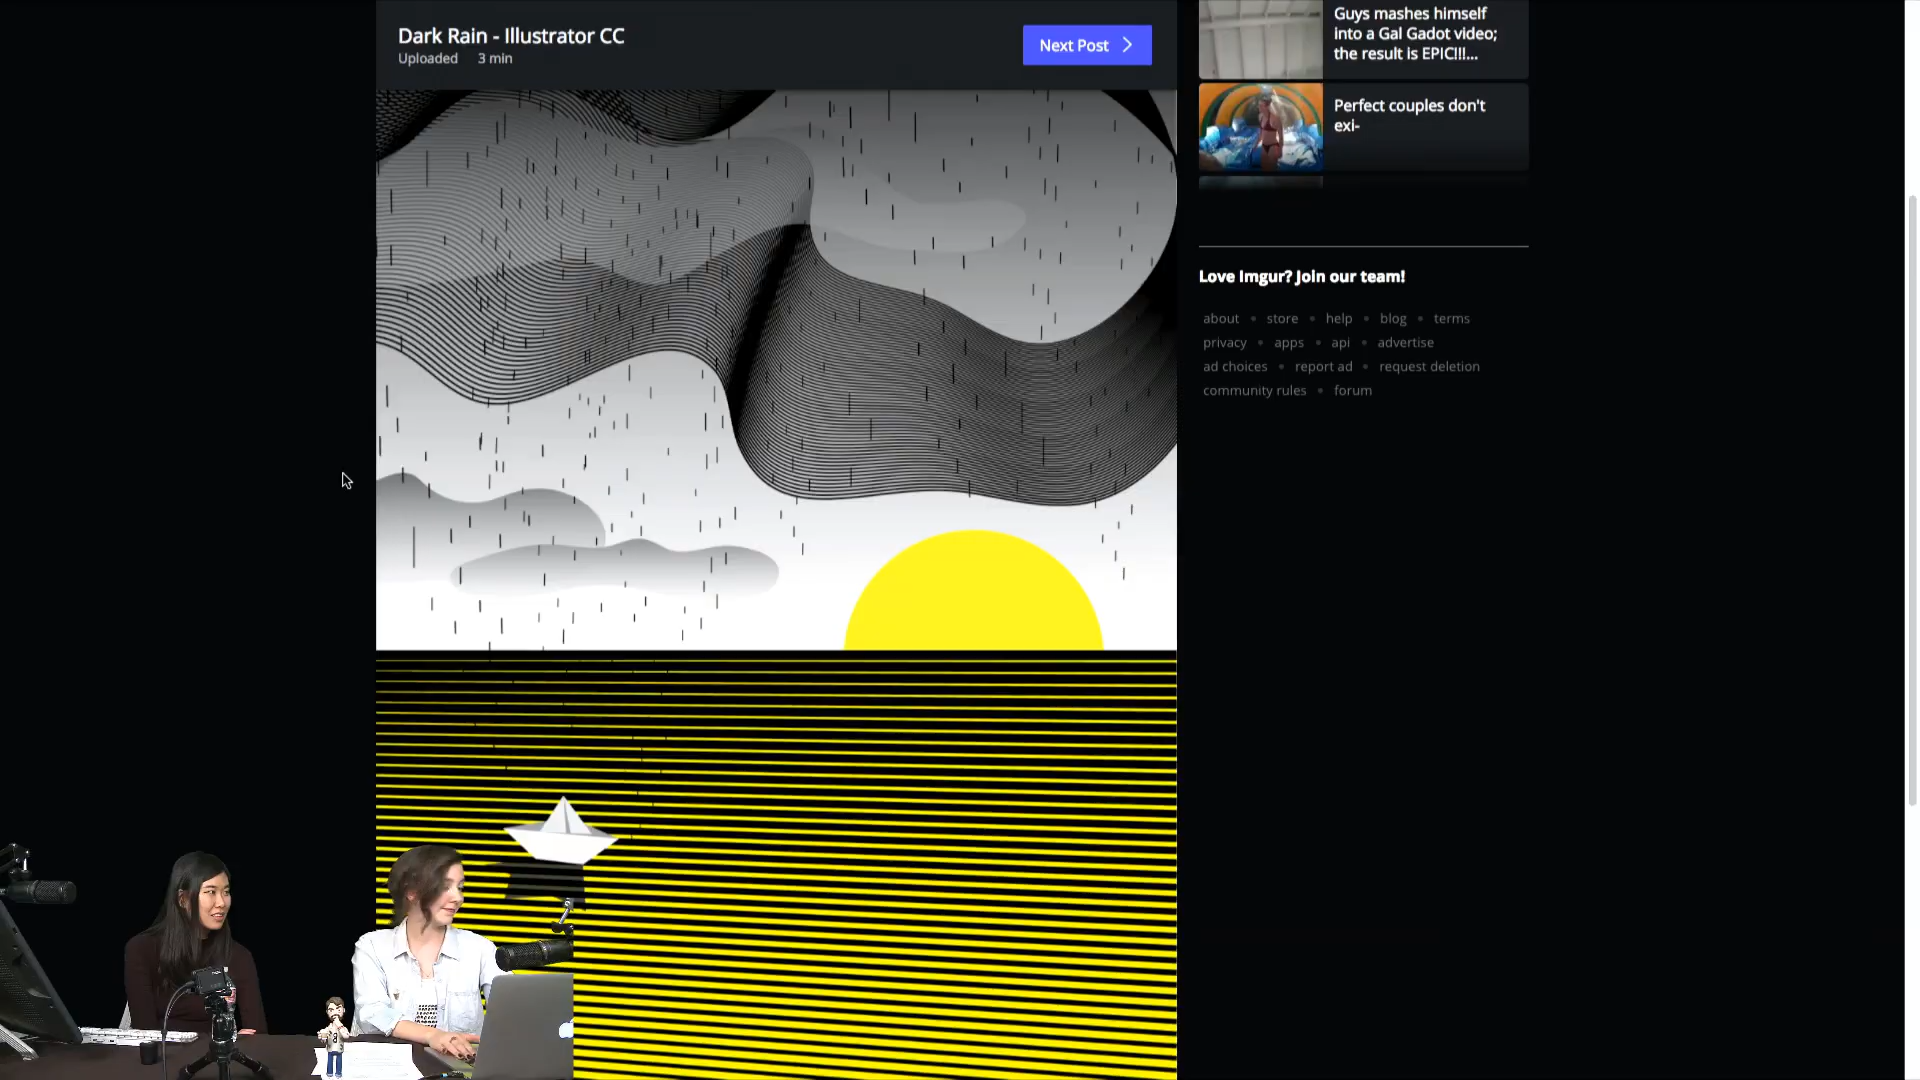 Dark Rain - Illustrator CC
Uploaded 3 min
Next Post
Guys mashes himself
into a Gal Gadot video;
the result is EPIC!!!...
Perfect couples don't
exi-
Love Imgur? Join our team!
about • store • help • blog • terms
privacy • apps • api • advertise
ad choices • report ad • request deletion
community rules • forum